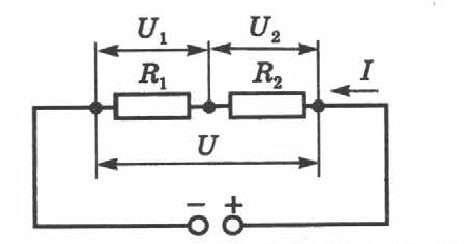 U₁ U₂
R₁ R₂ I
U
− +